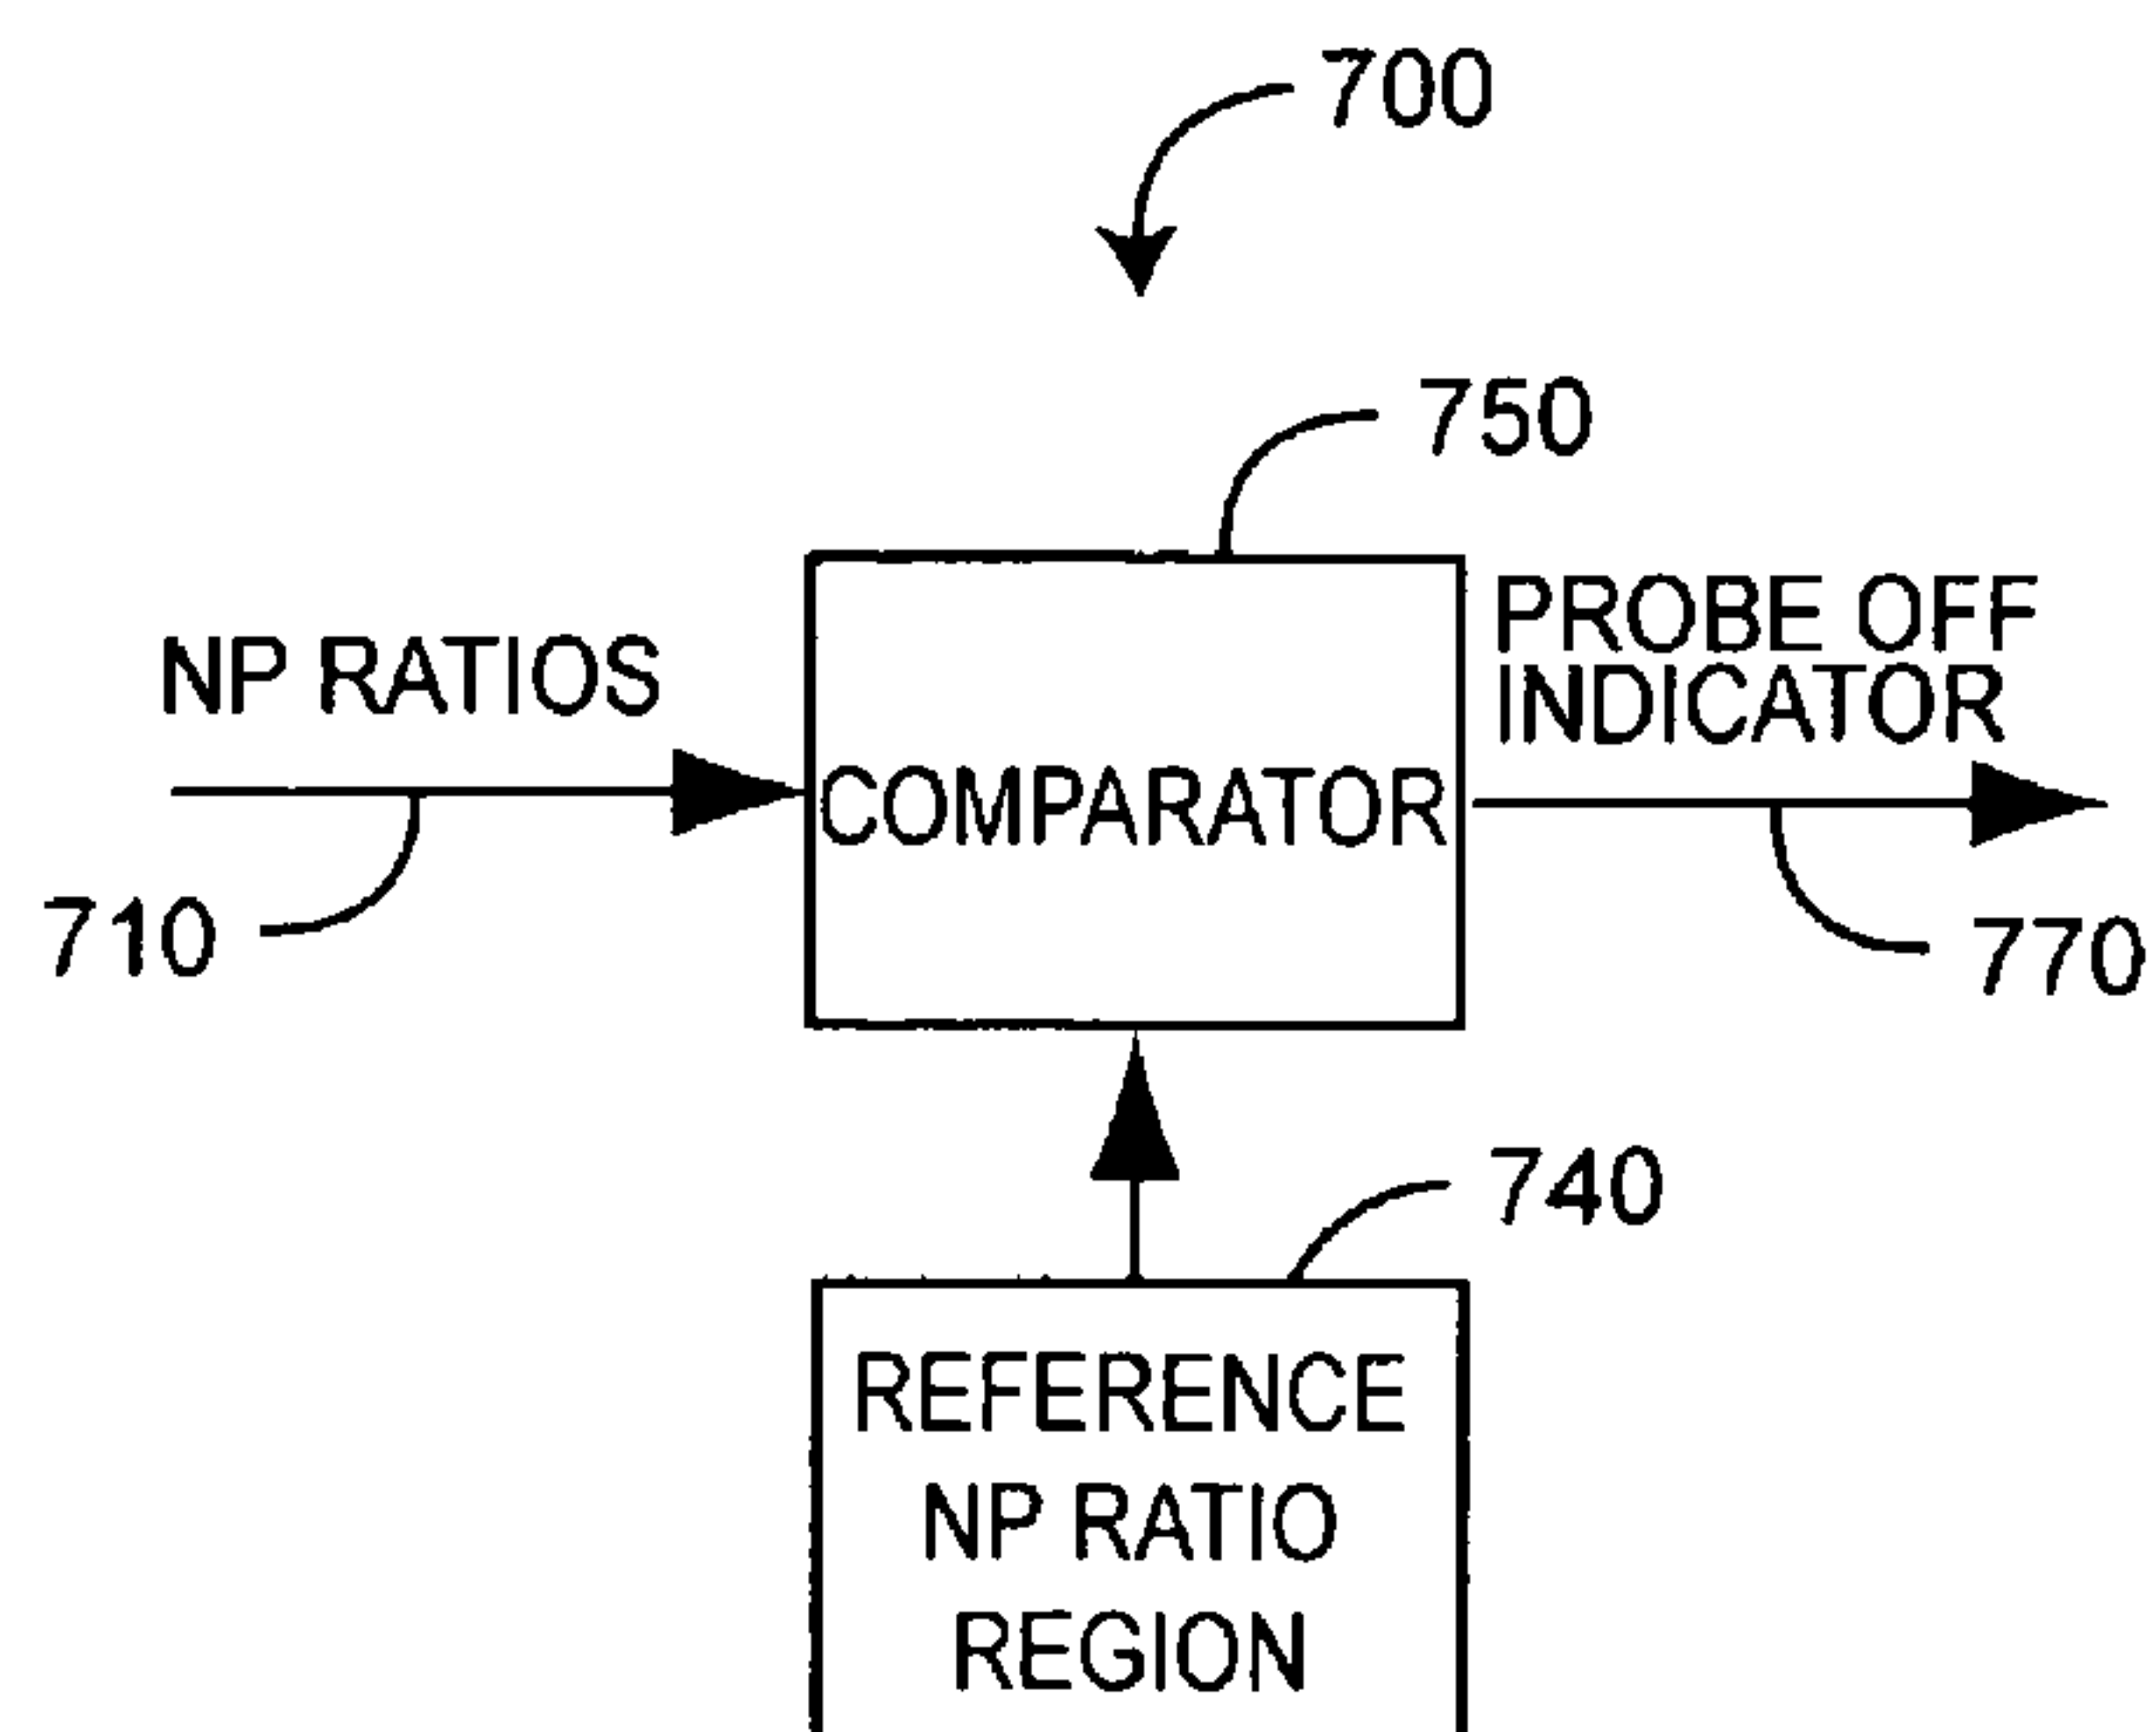 700
750
NP RATIOS
PROBE OFF
INDICATOR
COMPARATOR
710
770
740
REFERENCE
NP RATIO
REGION